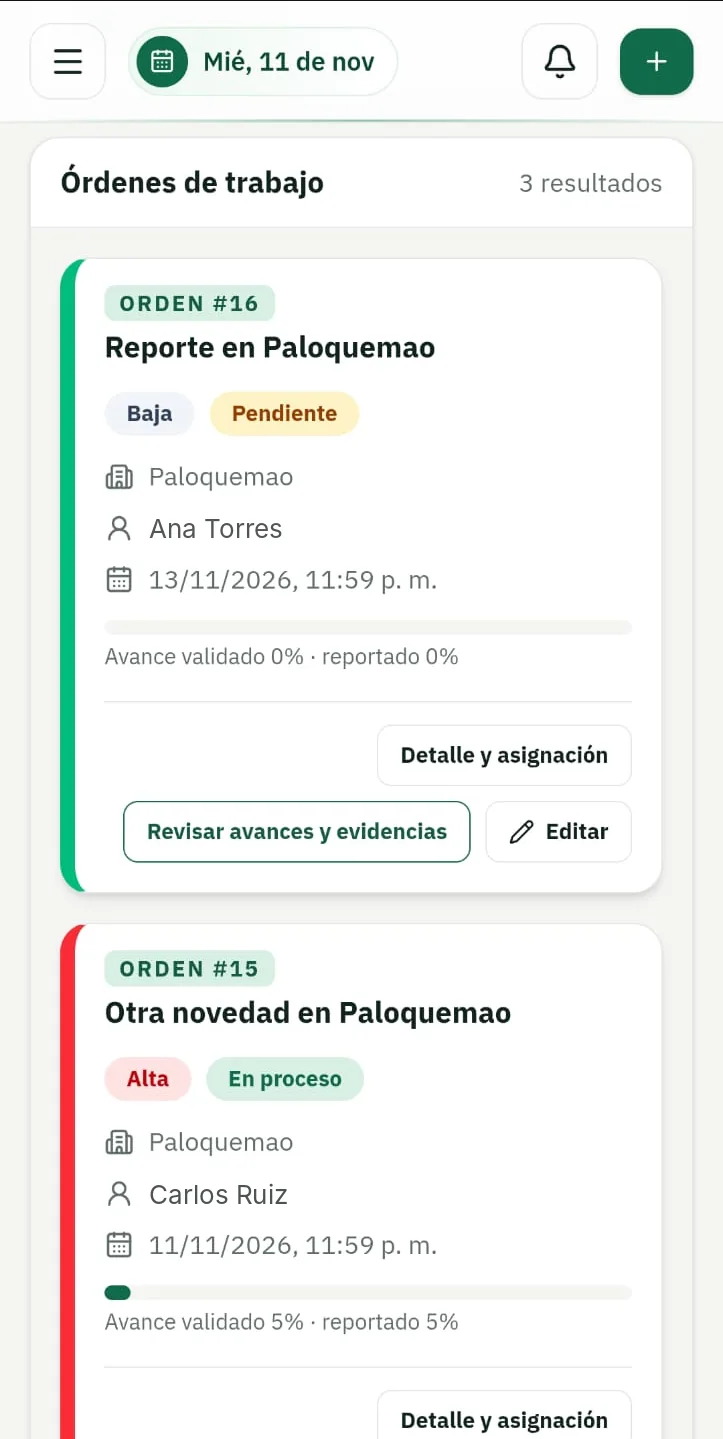 Mié, 11 de nov
Órdenes de trabajo
3 resultados
ORDEN #16
Reporte en Paloquemao
Baja
Pendiente
Paloquemao
Ana Torres
13/11/2026, 11:59 p. m.
Avance validado 0% · reportado 0%
Detalle y asignación
Revisar avances y evidencias
Editar
ORDEN #15
Otra novedad en Paloquemao
Alta
En proceso
Paloquemao
Carlos Ruiz
11/11/2026, 11:59 p. m.
Avance validado 5% · reportado 5%
Detalle y asignación